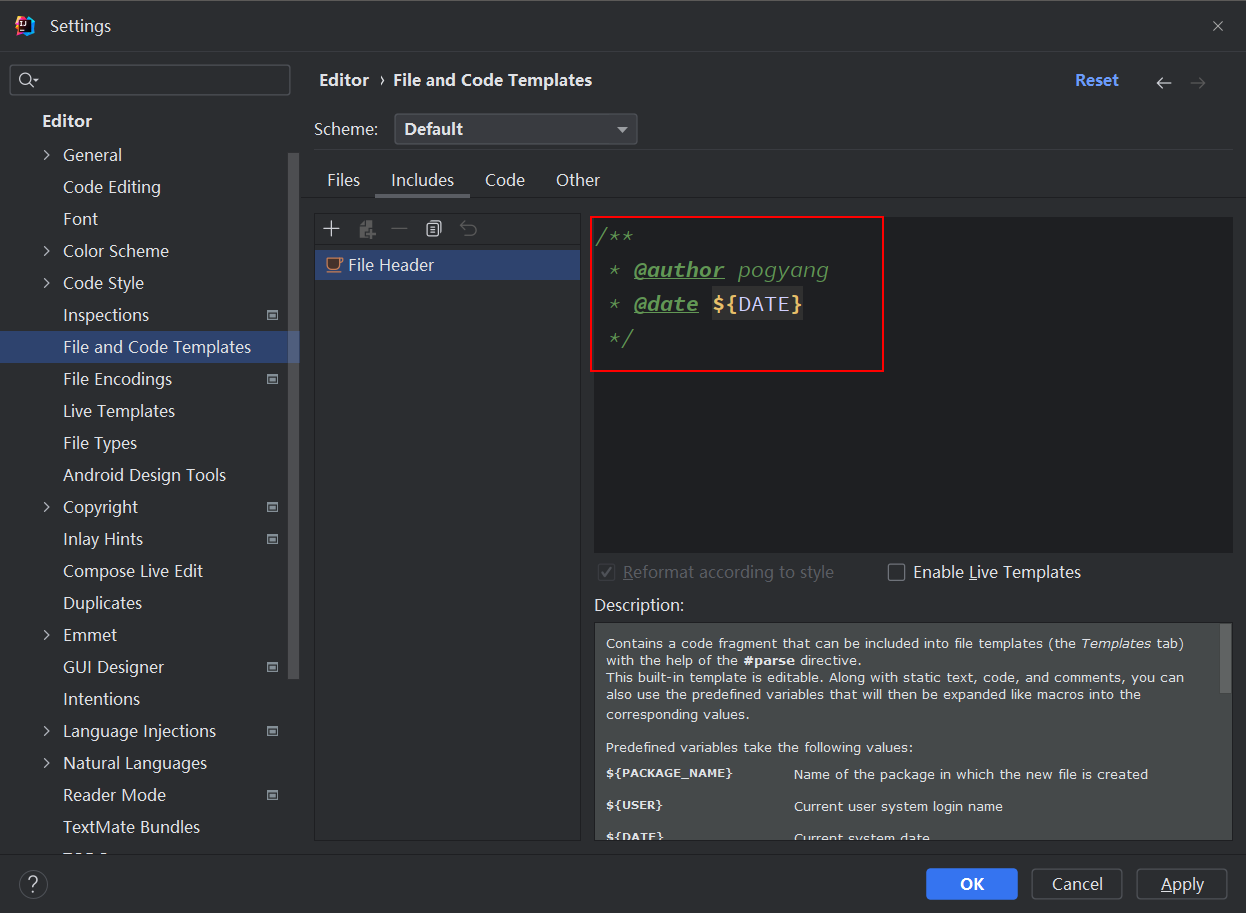 Settings
Editor › File and Code Templates
Reset
Scheme:
Default
Files
Includes
Code
Other
Editor
General
Code Editing
Font
Color Scheme
Code Style
Inspections
File and Code Templates
File Encodings
Live Templates
File Types
Android Design Tools
Copyright
Inlay Hints
Compose Live Edit
Duplicates
Emmet
GUI Designer
Intentions
Language Injections
Natural Languages
Reader Mode
TextMate Bundles
File Header
/**
* @author pogyang
* @date ${DATE}
*/
Reformat according to style
Enable Live Templates
Description:
Contains a code fragment that can be included into file templates (the Templates tab)
with the help of the #parse directive.
This built-in template is editable. Along with static text, code, and comments, you can
also use the predefined variables that will then be expanded like macros into the
corresponding values.
Predefined variables take the following values:
${PACKAGE_NAME} Name of the package in which the new file is created
${USER} Current user system login name
${DATE} Current system date
?
OK
Cancel
Apply